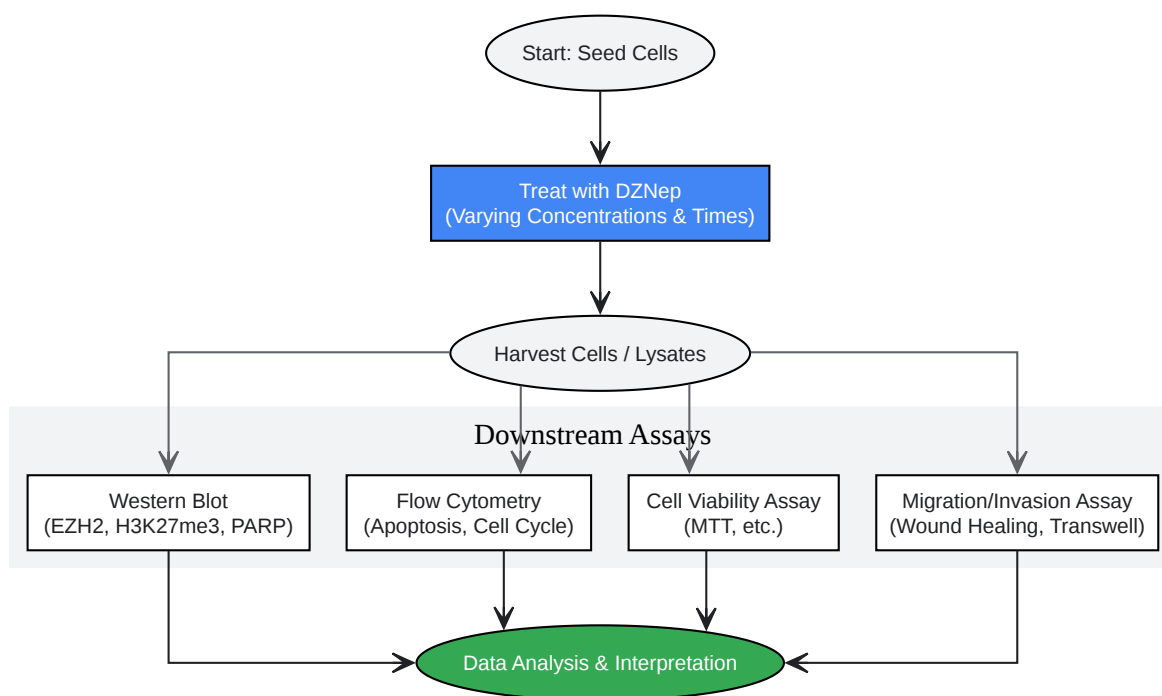 Start: Seed Cells
Treat with DZNep
(Varying Concentrations & Times)
Harvest Cells / Lysates
Downstream Assays
Western Blot
(EZH2, H3K27me3, PARP)
Flow Cytometry
(Apoptosis, Cell Cycle)
Cell Viability Assay
(MTT, etc.)
Migration/Invasion Assay
(Wound Healing, Transwell)
Data Analysis & Interpretation